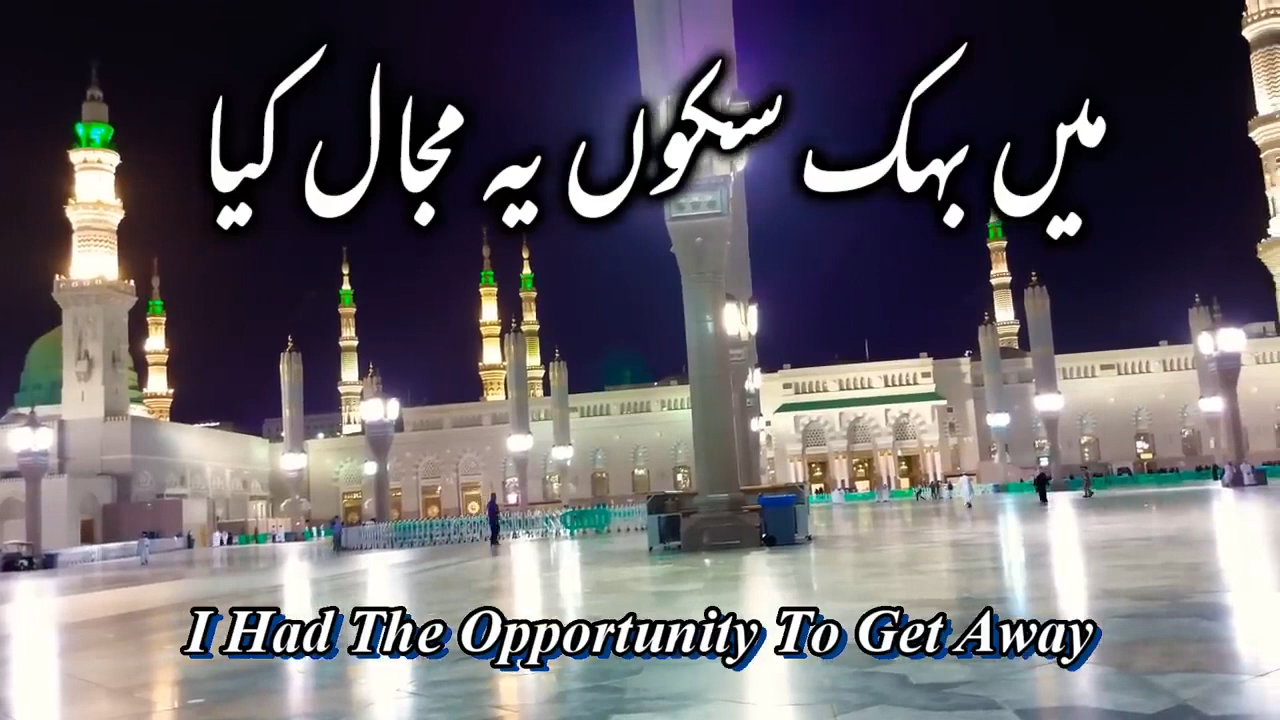 میں بہک سکوں یہ مجال کیا
I Had The Opportunity To Get Away